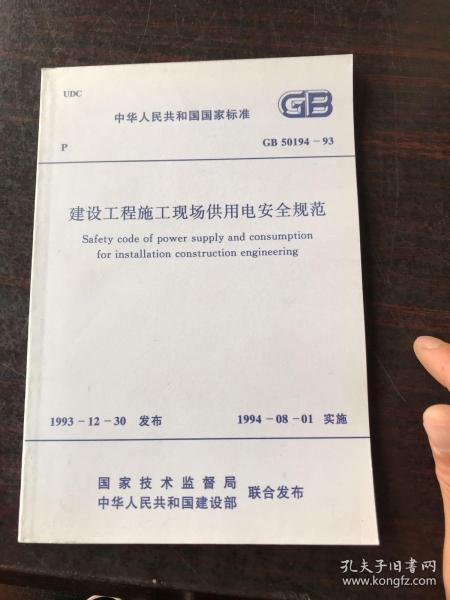 UDC
中华人民共和国国家标准
GB
P
GB 50194-93
建设工程施工现场供用电安全规范
Safety code of power supply and consumption
for installation construction engineering
1993-12-30 发布
1994-08-01 实施
国家技术监督局
中华人民共和国建设部
联合发布
孔夫子旧书网
www.kongfz.com